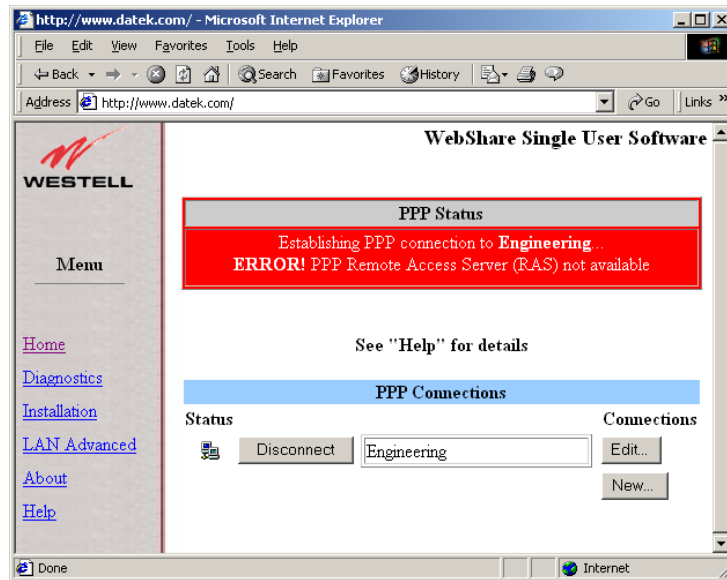 http://www.datek.com/ - Microsoft Internet Explorer
File Edit View Favorites Tools Help
Back Search Favorites History
Address http://www.datek.com/ Go Links »
WESTELL
WebShare Single User Software
PPP Status
Establishing PPP connection to Engineering...
ERROR! PPP Remote Access Server (RAS) not available
Menu
See "Help" for details
Home
Diagnostics
Installation
LAN Advanced
About
Help
PPP Connections
Status Connections
Disconnect Engineering Edit...
New...
Done Internet